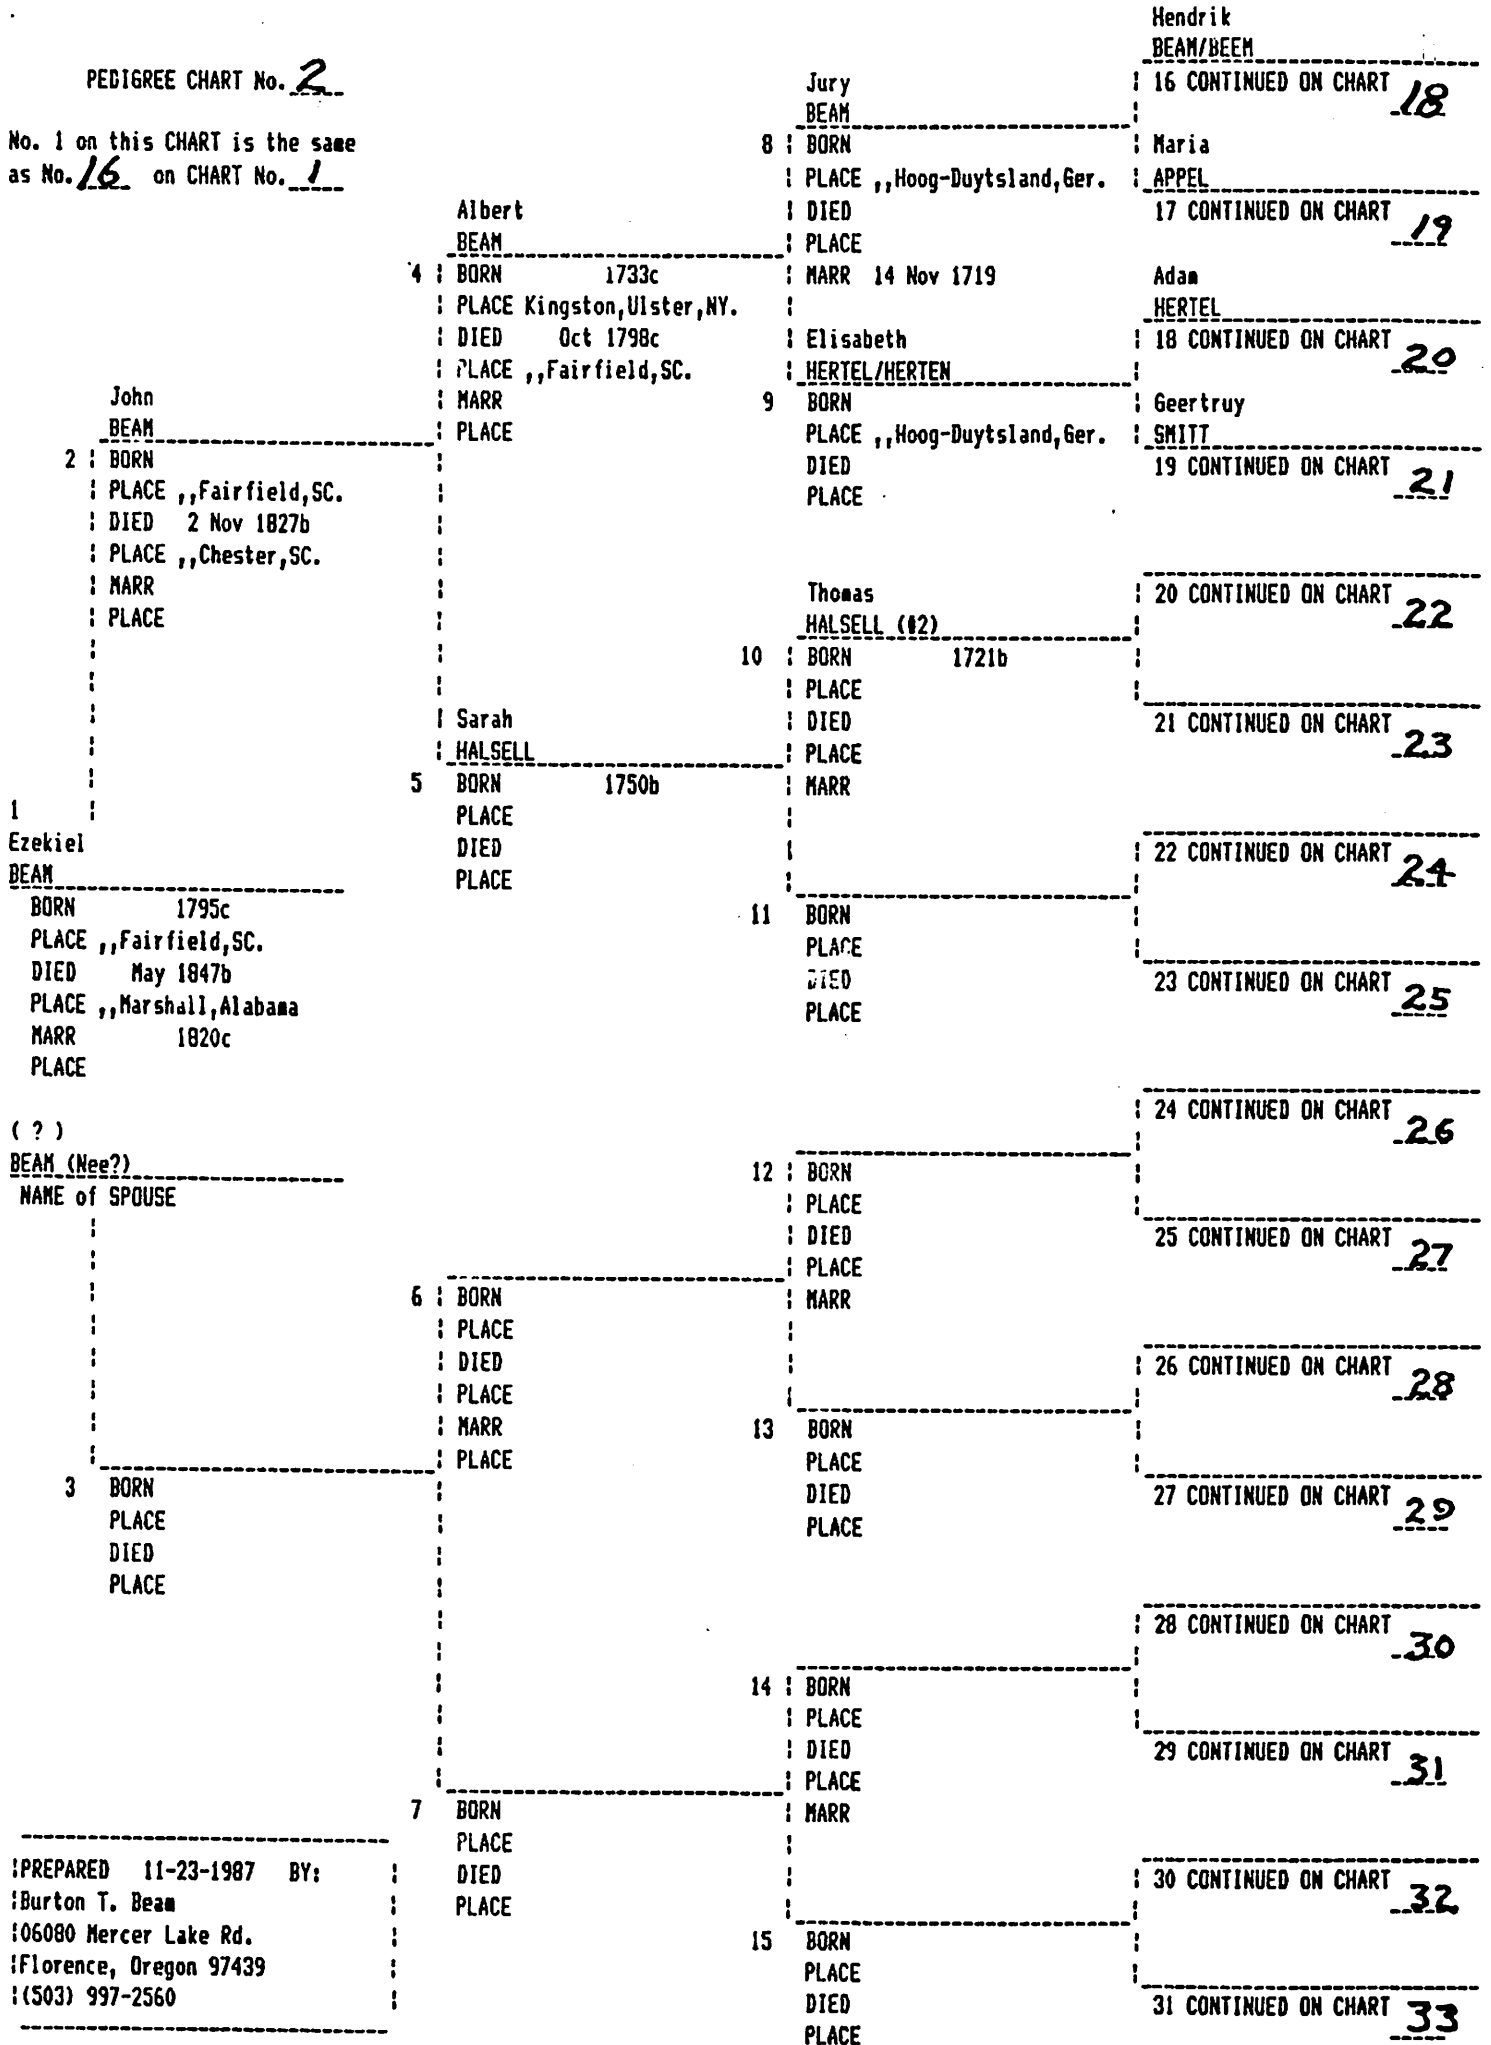 PEDIGREE CHART No. 2
No. 1 on this CHART is the same
as No. 16 on CHART No. 1
1
Ezekiel
BEAM
BORN 1795c
PLACE ,,Fairfield,SC.
DIED May 1847b
PLACE ,,Marshall,Alabama
MARR 1820c
PLACE
( ? )
BEAM (Nee?)
NAME of SPOUSE
John
BEAM
2 BORN
PLACE ,,Fairfield,SC.
DIED 2 Nov 1827b
PLACE ,,Chester,SC.
MARR
PLACE
3 BORN
PLACE
DIED
PLACE
Albert
BEAM
4 BORN 1733c
PLACE Kingston,Ulster,NY.
DIED Oct 1798c
PLACE ,,Fairfield,SC.
MARR
PLACE
Sarah
HALSELL
5 BORN 1750b
PLACE
DIED
PLACE
6 BORN
PLACE
DIED
PLACE
MARR
PLACE
7 BORN
PLACE
DIED
PLACE
Jury
BEAM
8 BORN
PLACE ,,Hoog-Duytsland,Ger.
DIED
PLACE
MARR 14 Nov 1719
Elisabeth
HERTEL/HERTEN
9 BORN
PLACE ,,Hoog-Duytsland,Ger.
DIED
PLACE
Thomas
HALSELL (#2)
10 BORN 1721b
PLACE
DIED
PLACE
MARR
11 BORN
PLACE
DIED
PLACE
12 BORN
PLACE
DIED
PLACE
MARR
13 BORN
PLACE
DIED
PLACE
14 BORN
PLACE
DIED
PLACE
MARR
15 BORN
PLACE
DIED
PLACE
Hendrik
BEAM/BEEM
16 CONTINUED ON CHART 18
Maria
APPEL
17 CONTINUED ON CHART 19
Adam
HERTEL
18 CONTINUED ON CHART 20
Geertruy
SMITT
19 CONTINUED ON CHART 21
20 CONTINUED ON CHART 22
21 CONTINUED ON CHART 23
22 CONTINUED ON CHART 24
23 CONTINUED ON CHART 25
24 CONTINUED ON CHART 26
25 CONTINUED ON CHART 27
26 CONTINUED ON CHART 28
27 CONTINUED ON CHART 29
28 CONTINUED ON CHART 30
29 CONTINUED ON CHART 31
30 CONTINUED ON CHART 32
31 CONTINUED ON CHART 33
PREPARED 11-23-1987 BY:
Burton T. Beam
06080 Mercer Lake Rd.
Florence, Oregon 97439
(503) 997-2560